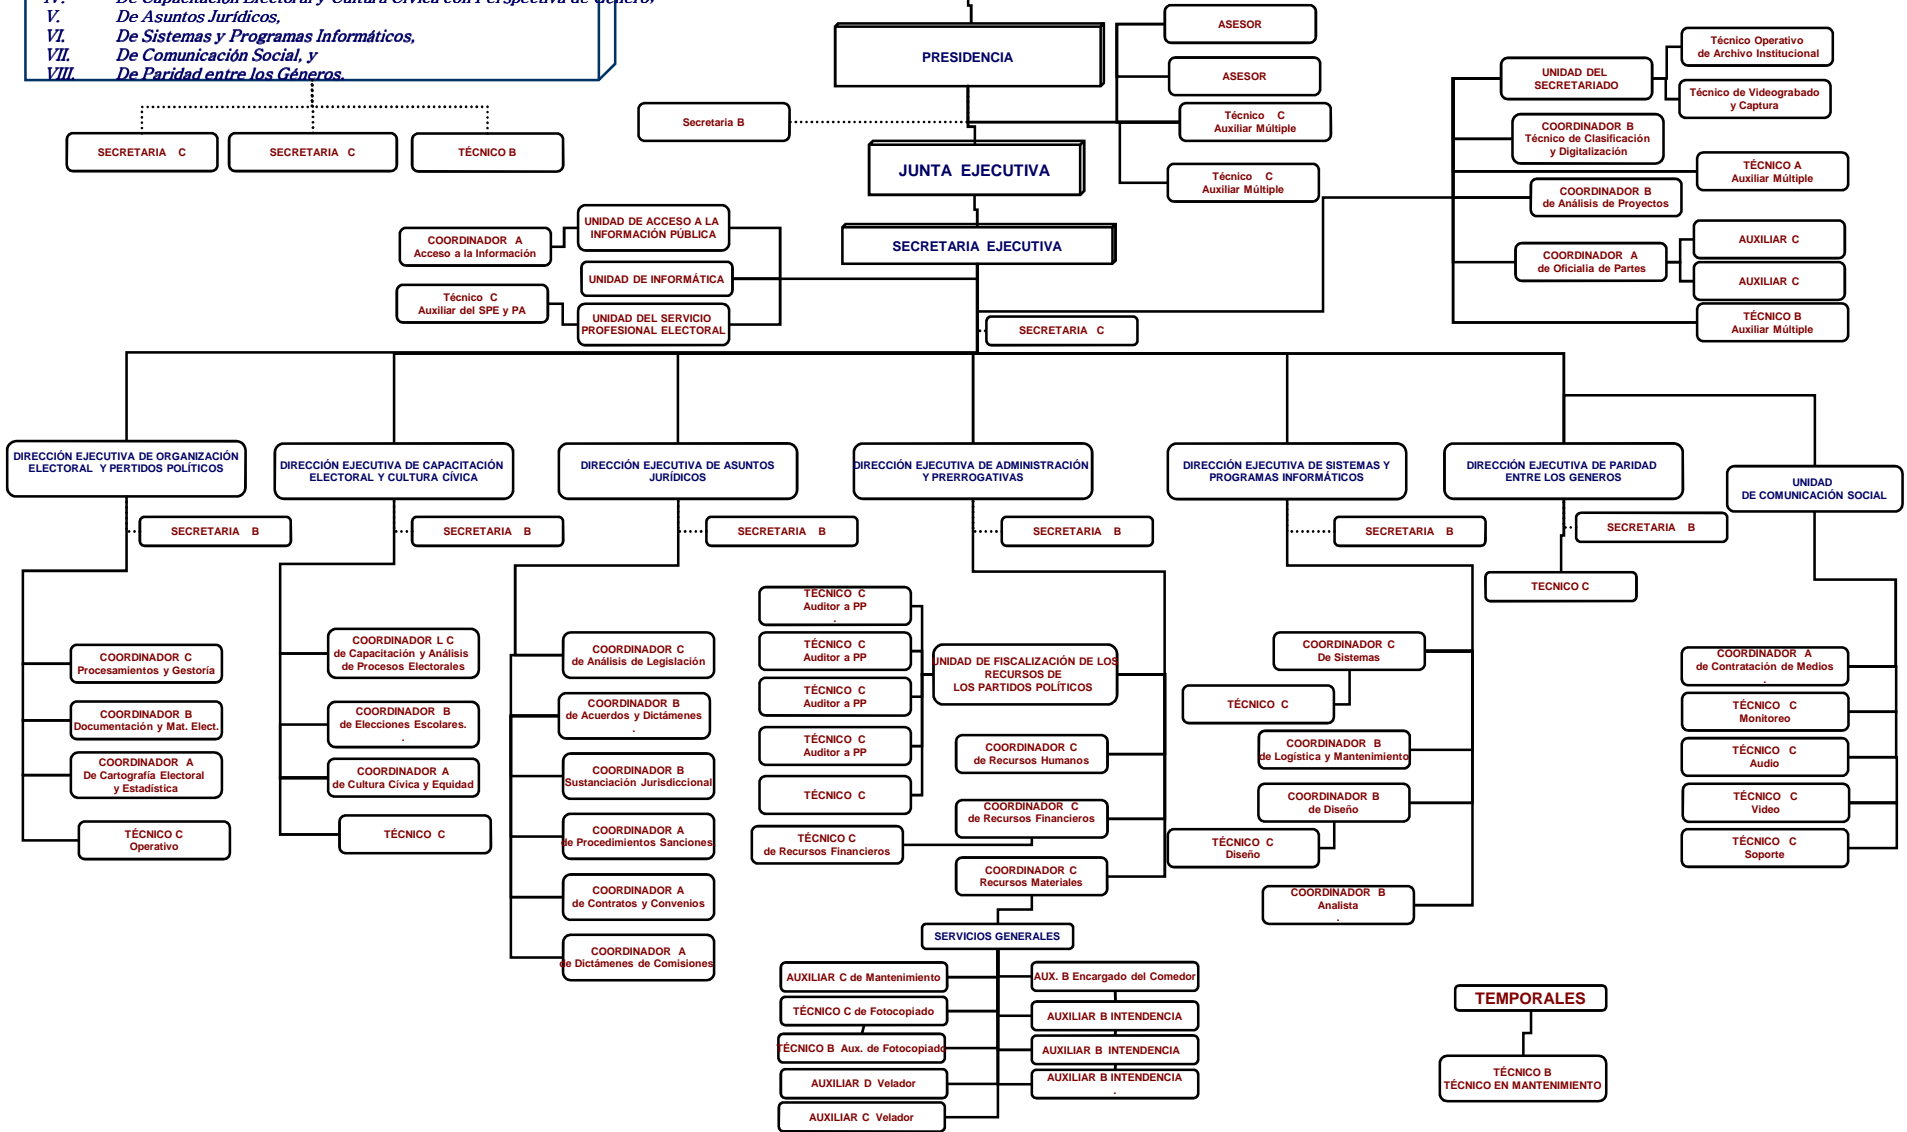 IV. De Capacitación Electoral y Cultura Cívica con Perspectiva de Género,
V. De Asuntos Jurídicos,
VI. De Sistemas y Programas Informáticos,
VII. De Comunicación Social, y
VIII. De Paridad entre los Géneros.
SECRETARIA C
SECRETARIA C
TÉCNICO B
PRESIDENCIA
ASESOR
ASESOR
Secretaria B
Técnico C
Auxiliar Múltiple
JUNTA EJECUTIVA
Técnico C
Auxiliar Múltiple
SECRETARIA EJECUTIVA
UNIDAD DE ACCESO A LA
INFORMACIÓN PÚBLICA
COORDINADOR A
Acceso a la Información
UNIDAD DE INFORMÁTICA
Técnico C
Auxiliar del SPE y PA
UNIDAD DEL SERVICIO
PROFESIONAL ELECTORAL
SECRETARIA C
UNIDAD DEL
SECRETARIADO
Técnico Operativo
de Archivo Institucional
Técnico de Videograbado
y Captura
COORDINADOR B
Técnico de Clasificación
y Digitalización
TÉCNICO A
Auxiliar Múltiple
COORDINADOR B
de Análisis de Proyectos
COORDINADOR A
de Oficialia de Partes
AUXILIAR C
AUXILIAR C
TÉCNICO B
Auxiliar Múltiple
DIRECCIÓN EJECUTIVA DE ORGANIZACIÓN
ELECTORAL Y PERTIDOS POLÍTICOS
SECRETARIA B
COORDINADOR C
Procesamientos y Gestoría
COORDINADOR B
Documentación y Mat. Elect.
COORDINADOR A
De Cartografía Electoral
y Estadística
TÉCNICO C
Operativo
DIRECCIÓN EJECUTIVA DE CAPACITACIÓN
ELECTORAL Y CULTURA CÍVICA
SECRETARIA B
COORDINADOR L C
de Capacitación y Análisis
de Procesos Electorales
COORDINADOR B
de Elecciones Escolares.
.
COORDINADOR A
de Cultura Cívica y Equidad
TÉCNICO C
DIRECCIÓN EJECUTIVA DE ASUNTOS
JURÍDICOS
SECRETARIA B
COORDINADOR C
de Análisis de Legislación
COORDINADOR B
de Acuerdos y Dictámenes
.
COORDINADOR B
Sustanciación Jurisdiccional
COORDINADOR A
de Procedimientos Sanciones
COORDINADOR A
de Contratos y Convenios
COORDINADOR A
de Dictámenes de Comisiones
DIRECCIÓN EJECUTIVA DE ADMINISTRACIÓN
Y PRERROGATIVAS
SECRETARIA B
TÉCNICO C
Auditor a PP
.
TÉCNICO C
Auditor a PP
TÉCNICO C
Auditor a PP
TÉCNICO C
Auditor a PP
TÉCNICO C
UNIDAD DE FISCALIZACIÓN DE LOS
RECURSOS DE
LOS PARTIDOS POLÍTICOS
COORDINADOR C
de Recursos Humanos
COORDINADOR C
de Recursos Financieros
TÉCNICO C
de Recursos Financieros
COORDINADOR C
Recursos Materiales
SERVICIOS GENERALES
AUXILIAR C de Mantenimiento
TÉCNICO C de Fotocopiado
TÉCNICO B Aux. de Fotocopiado
AUXILIAR D Velador
AUXILIAR C Velador
AUX. B Encargado del Comedor
AUXILIAR B INTENDENCIA
AUXILIAR B INTENDENCIA
AUXILIAR B INTENDENCIA
.
DIRECCIÓN EJECUTIVA DE SISTEMAS Y
PROGRAMAS INFORMÁTICOS
SECRETARIA B
COORDINADOR C
De Sistemas
TÉCNICO C
COORDINADOR B
de Logística y Mantenimiento
COORDINADOR B
de Diseño
TÉCNICO C
Diseño
COORDINADOR B
Analista
.
DIRECCIÓN EJECUTIVA DE PARIDAD
ENTRE LOS GENEROS
SECRETARIA B
TECNICO C
UNIDAD
DE COMUNICACIÓN SOCIAL
COORDINADOR A
de Contratación de Medios
.
TÉCNICO C
Monitoreo
TÉCNICO C
Audio
TÉCNICO C
Video
TÉCNICO C
Soporte
TEMPORALES
TÉCNICO B
TÉCNICO EN MANTENIMIENTO